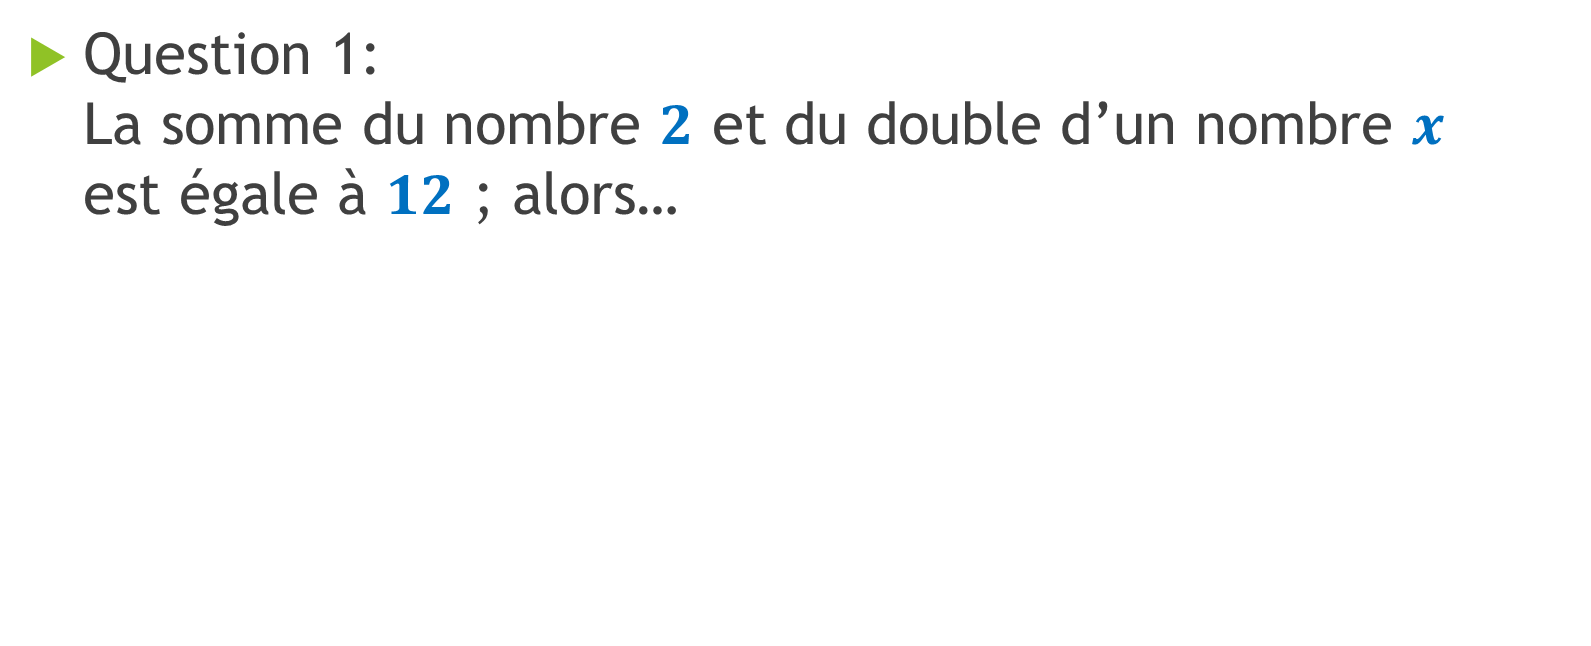 Question 1:
La somme du nombre 2 et du double d’un nombre x
est égale à 12 ; alors…